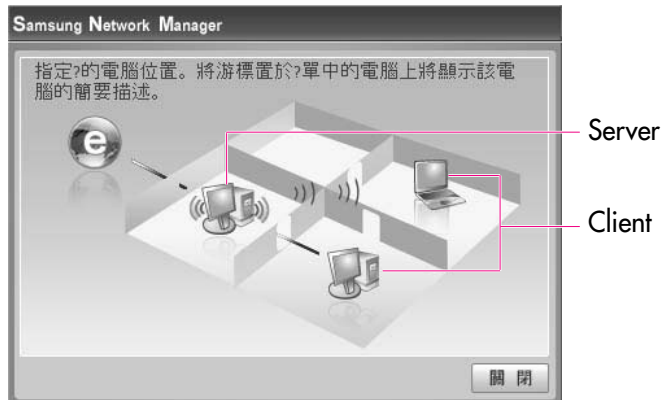 Samsung Network Manager
指定?的電腦位置。將游標置於?單中的電腦上將顯示該電
腦的簡要描述。
e
Server
Client
關 閉